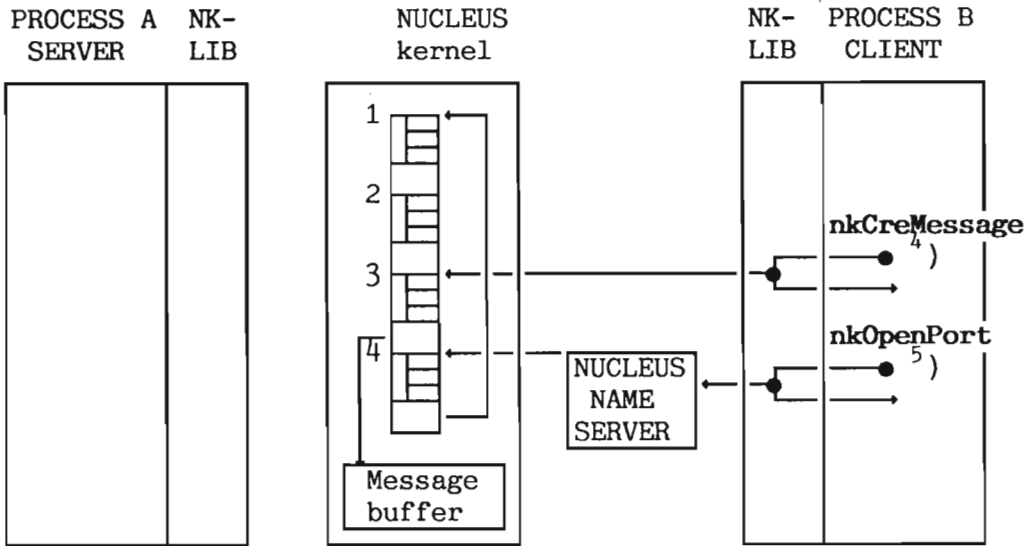 PROCESS A NK- NUCLEUS NK- PROCESS B
SERVER LIB kernel LIB CLIENT
1
2
nkCreMessage
4)
3
nkOpenPort
4
5)
NUCLEUS
NAME
SERVER
Message
buffer